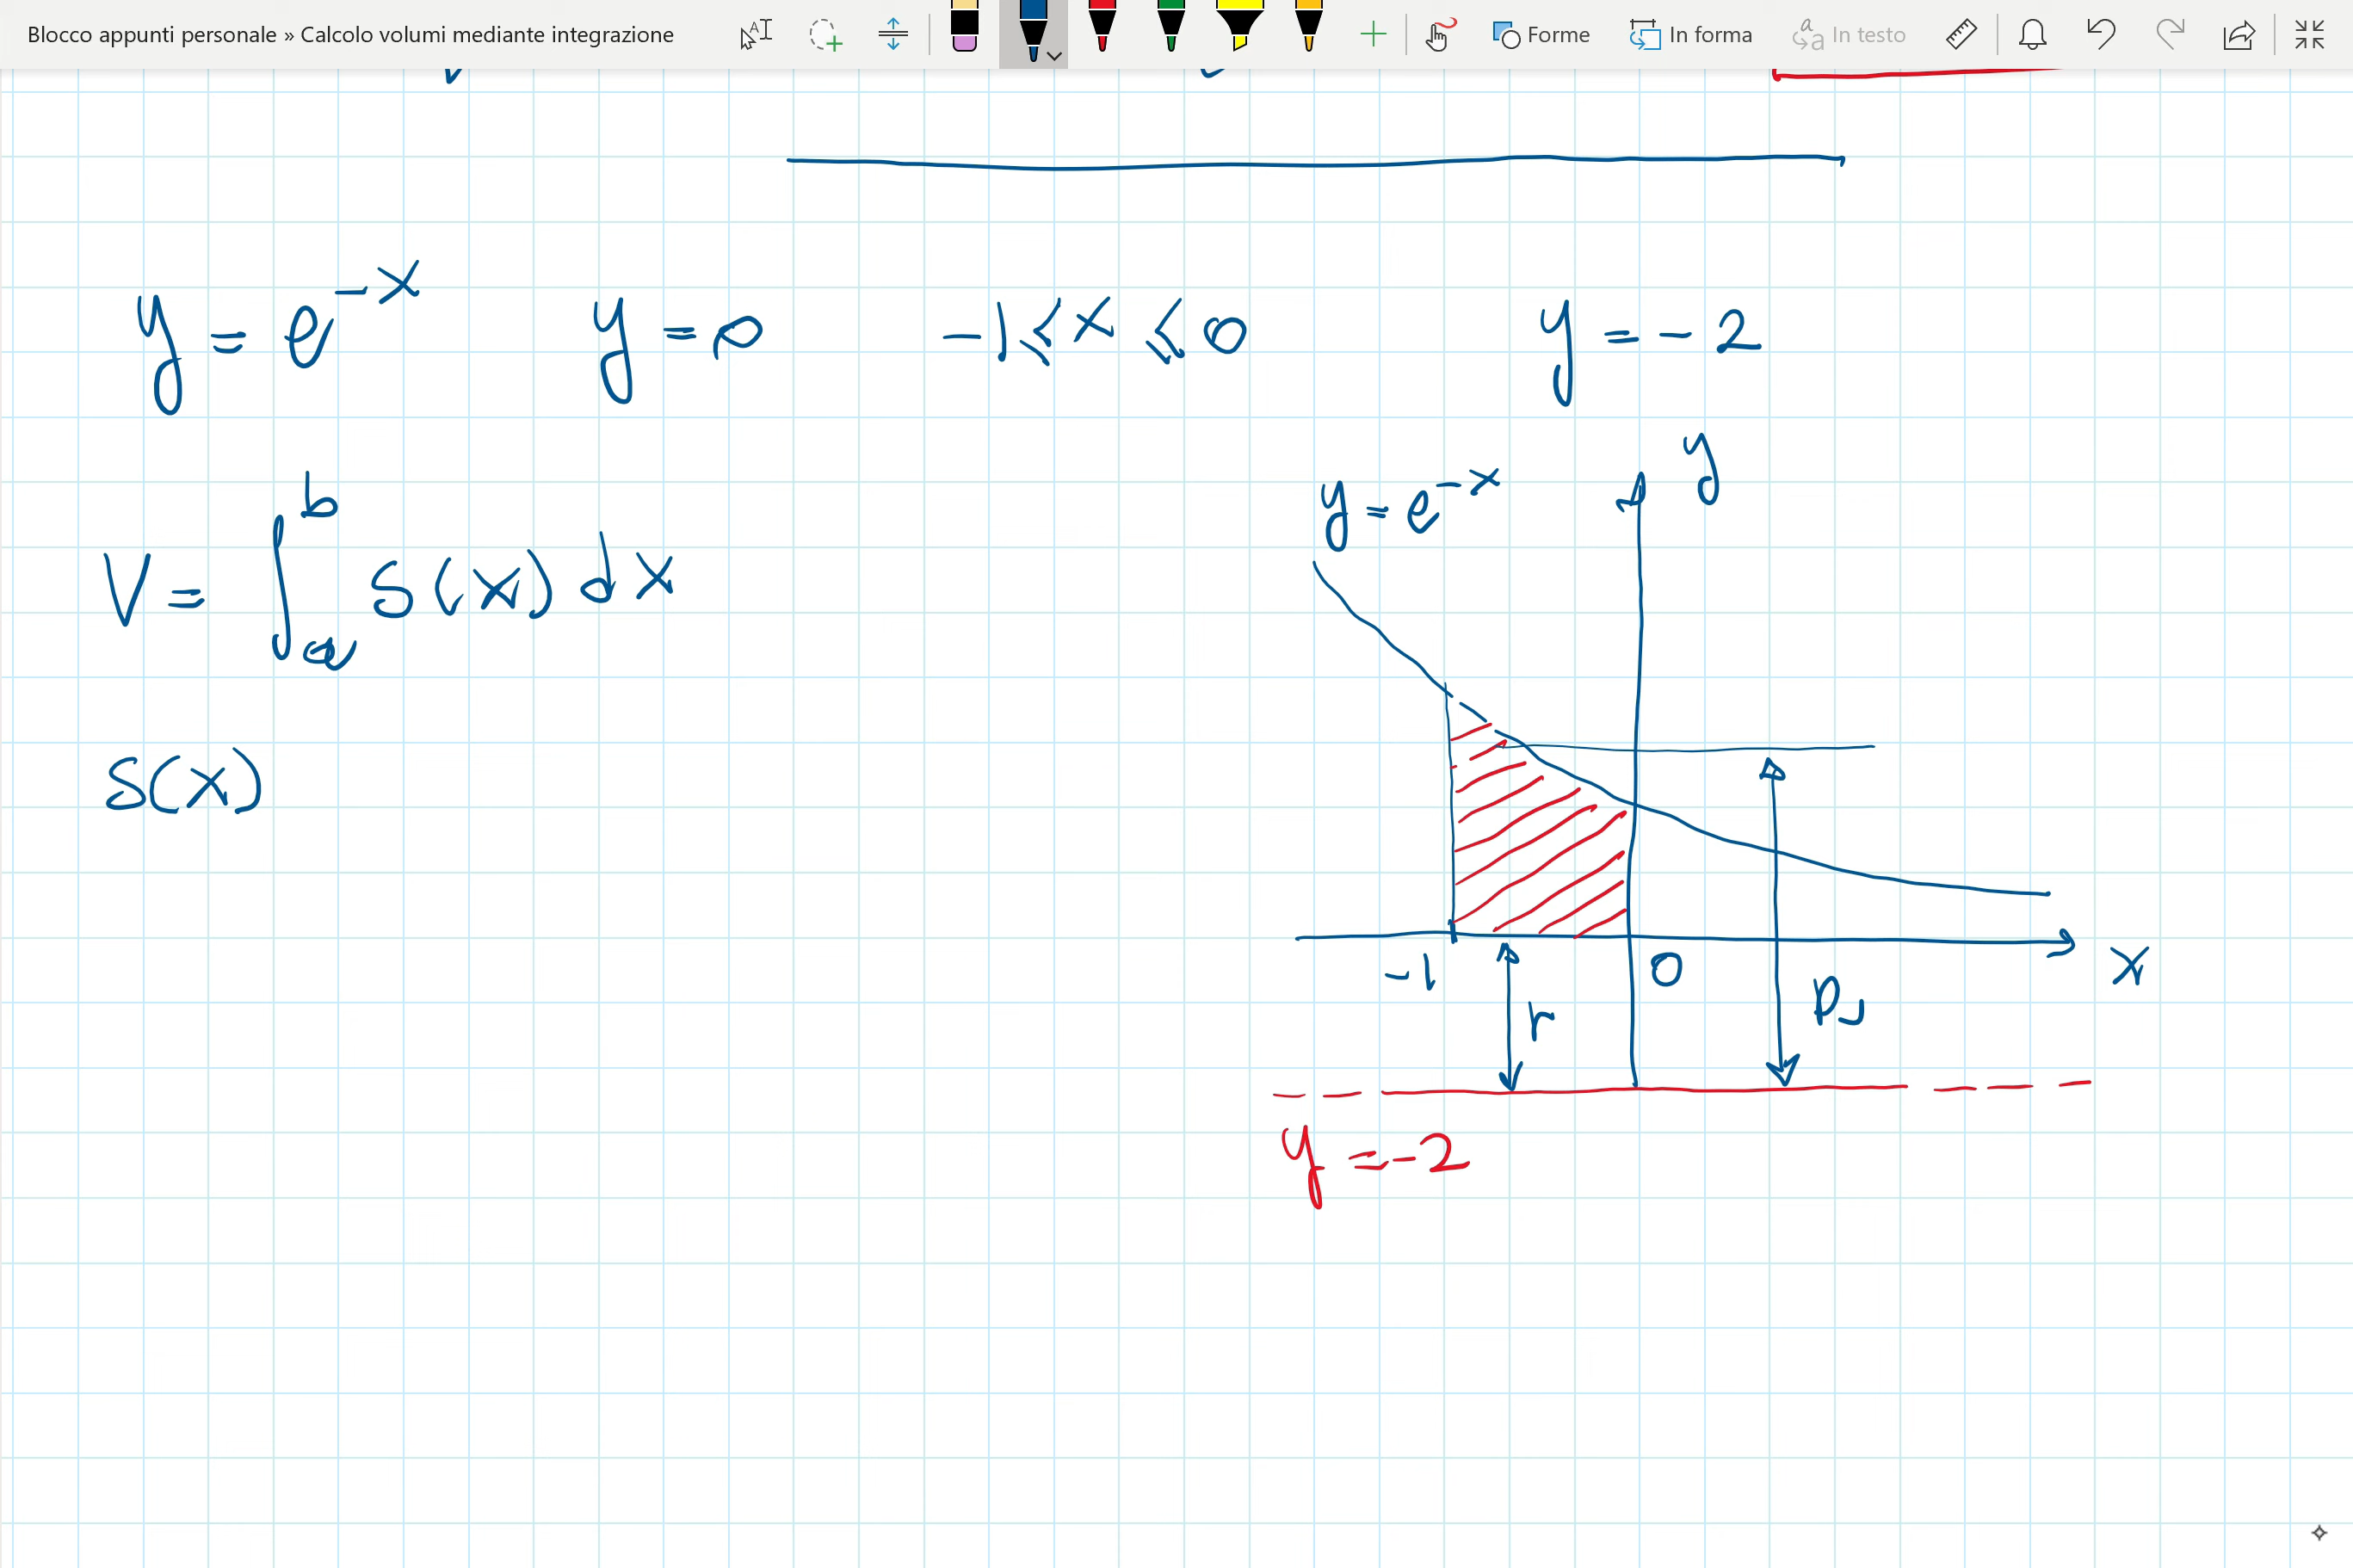 Blocco appunti personale » Calcolo volumi mediante integrazione Forme In forma In testo
y = e^{-x} y = 0 -1 ≤ x ≤ 0 y = -2
y = e^{-x} y
V = ∫_a^b S(x) dx
S(x)
-1 0 x
r R
y = -2